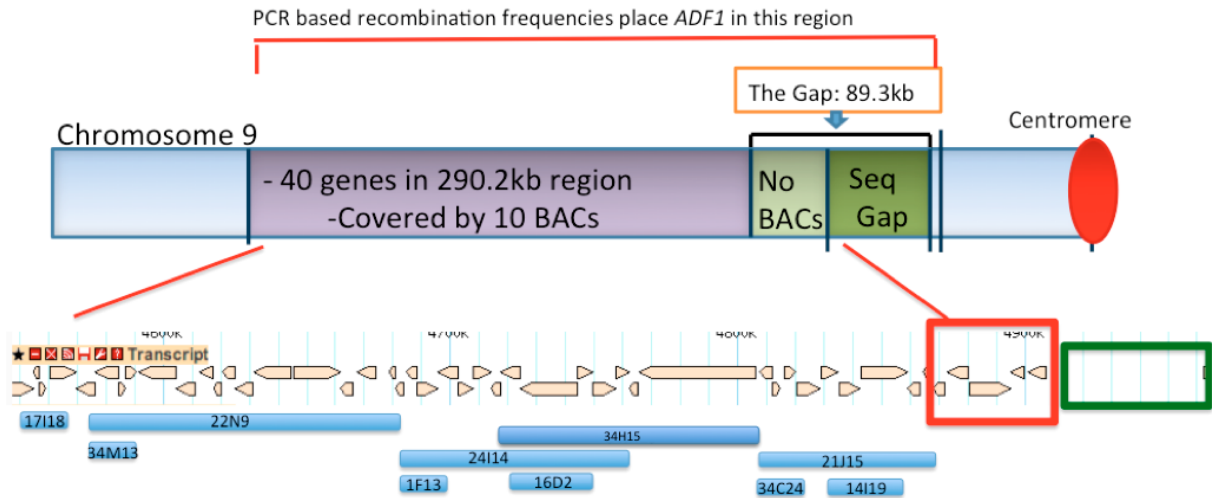 PCR based recombination frequencies place ADF1 in this region
The Gap: 89.3kb
Centromere
Chromosome 9
- 40 genes in 290.2kb region
-Covered by 10 BACs
No
BACs
Seq
Gap
4600k
4700k
4800k
4900k
Transcript
17I18
22N9
34M13
34H15
24I14
21J15
1F13
16D2
34C24
14I19